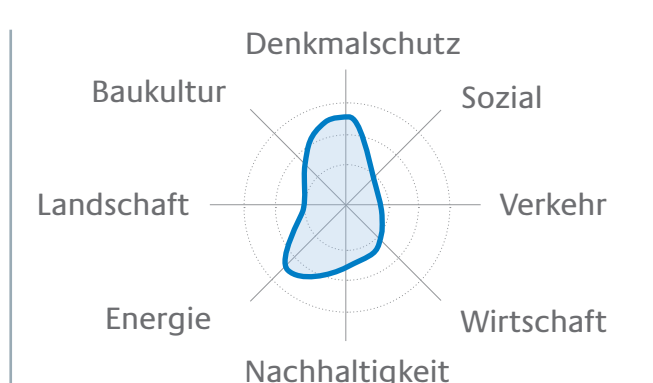 Denkmalschutz
Baukultur
Sozial
Landschaft
Verkehr
Energie
Wirtschaft
Nachhaltigkeit